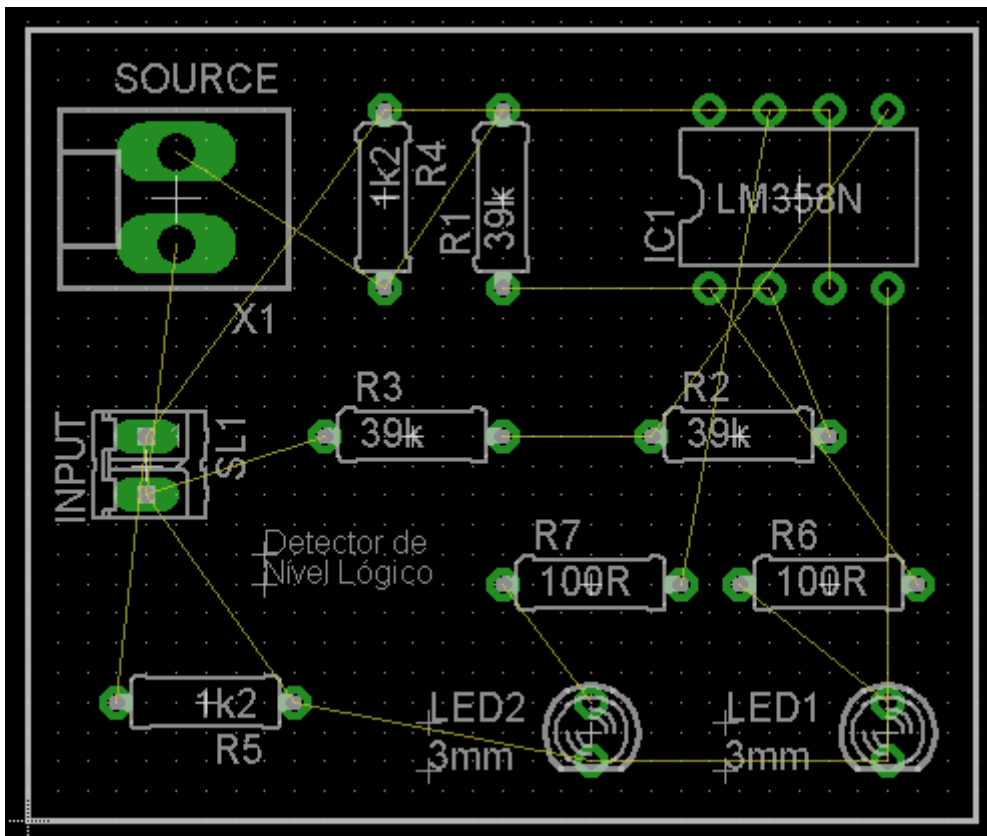 SOURCE
1k2
R4
R1
39k
IC1
LM358N
X1
INPUT
SL1
1
R3
39k
R2
39k
Detector de
Nível Lógico
R7
100R
R6
100R
1k2
R5
LED2
3mm
LED1
3mm